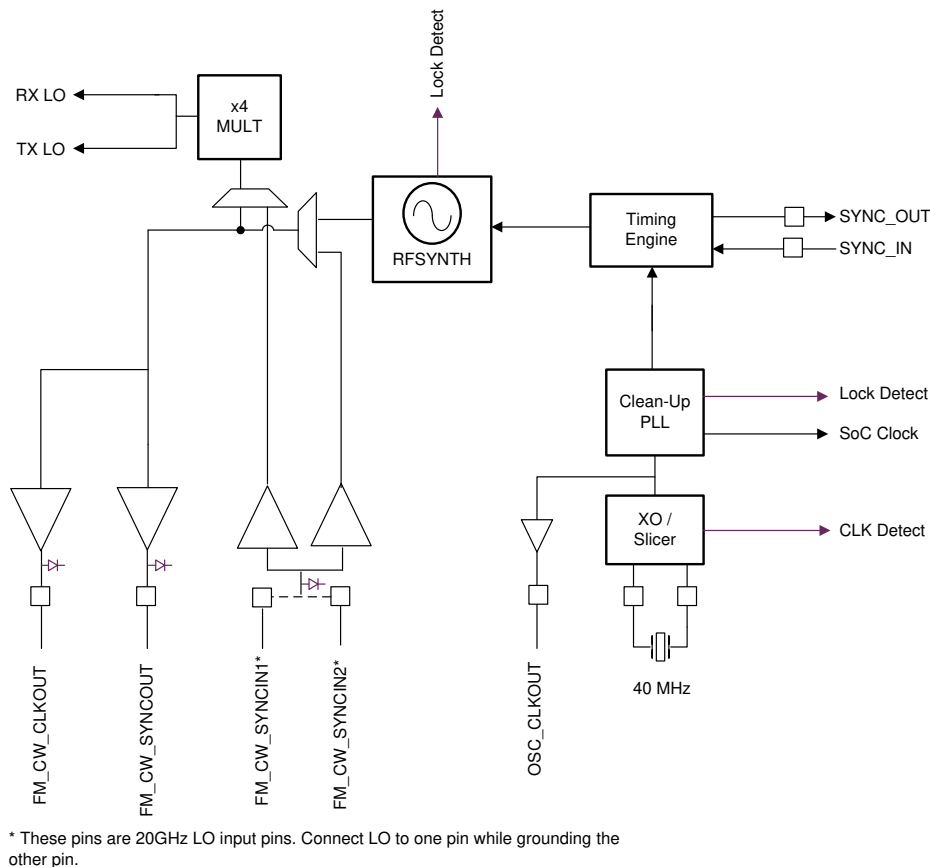 Lock Detect
RX LO
TX LO
x4
MULT
RFSYNTH
Timing
Engine
SYNC_OUT
SYNC_IN
Clean-Up
PLL
Lock Detect
SoC Clock
XO /
Slicer
CLK Detect
40 MHz
FM_CW_CLKOUT
FM_CW_SYNCOUT
FM_CW_SYNCIN1*
FM_CW_SYNCIN2*
OSC_CLKOUT
* These pins are 20GHz LO input pins. Connect LO to one pin while grounding the
other pin.